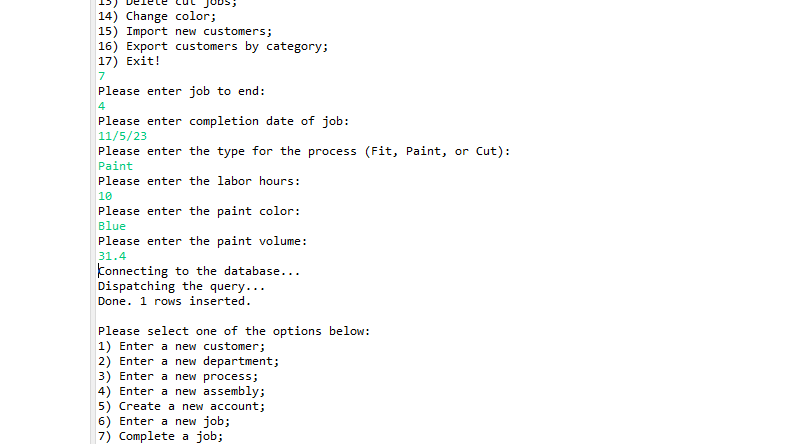 13) Delete cut jobs;
14) Change color;
15) Import new customers;
16) Export customers by category;
17) Exit!
7
Please enter job to end:
4
Please enter completion date of job:
11/5/23
Please enter the type for the process (Fit, Paint, or Cut):
Paint
Please enter the labor hours:
10
Please enter the paint color:
Blue
Please enter the paint volume:
31.4
Connecting to the database...
Dispatching the query...
Done. 1 rows inserted.
Please select one of the options below:
1) Enter a new customer;
2) Enter a new department;
3) Enter a new process;
4) Enter a new assembly;
5) Create a new account;
6) Enter a new job;
7) Complete a job;